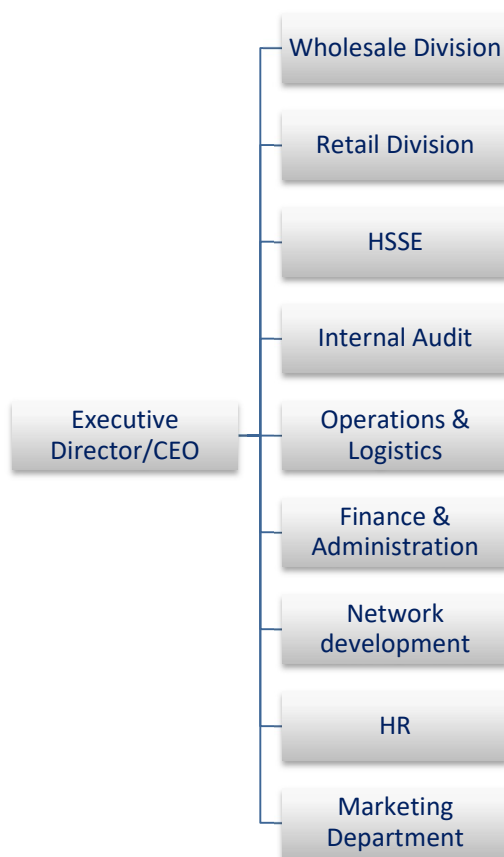 Wholesale Division
Retail Division
HSSE
Internal Audit
Executive
Director/CEO
Operations &
Logistics
Finance &
Administration
Network
development
HR
Marketing
Department